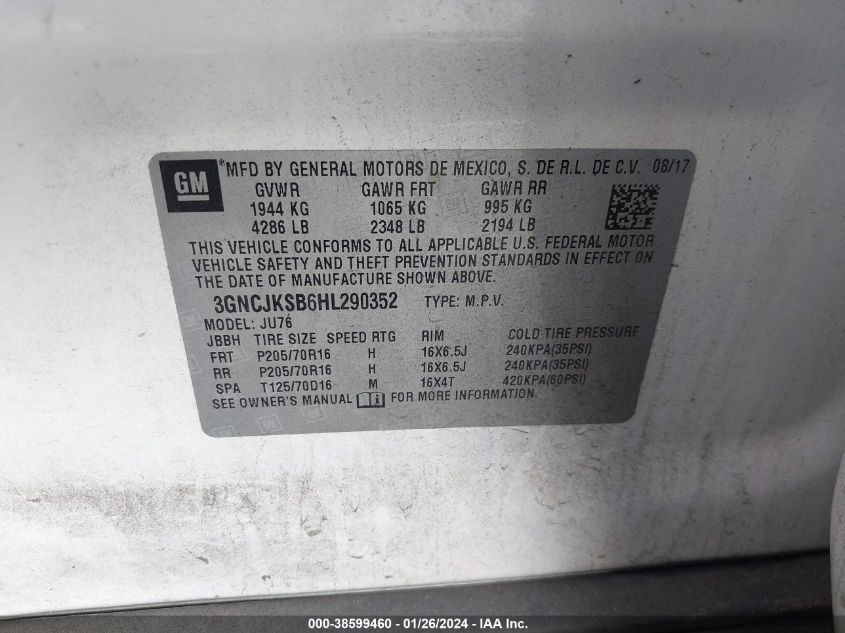 GM *MFD BY GENERAL MOTORS DE MEXICO, S. DE R.L. DE C.V. 08/17
GVWR GAWR FRT GAWR RR
1944 KG 1065 KG 995 KG
4286 LB 2348 LB 2194 LB
THIS VEHICLE CONFORMS TO ALL APPLICABLE U.S. FEDERAL MOTOR
VEHICLE SAFETY AND THEFT PREVENTION STANDARDS IN EFFECT ON
THE DATE OF MANUFACTURE SHOWN ABOVE.
3GNCJKSB6HL290352 TYPE: M.P.V.
MODEL: JU76
JBBH TIRE SIZE SPEED RTG RIM COLD TIRE PRESSURE
FRT P205/70R16 H 16X6.5J 240KPA(35PSI)
RR P205/70R16 H 16X6.5J 240KPA(35PSI)
SPA T125/70D16 M 16X4T 420KPA(60PSI)
SEE OWNER'S MANUAL FOR MORE INFORMATION.
000-38599460 - 01/26/2024 - IAA Inc.